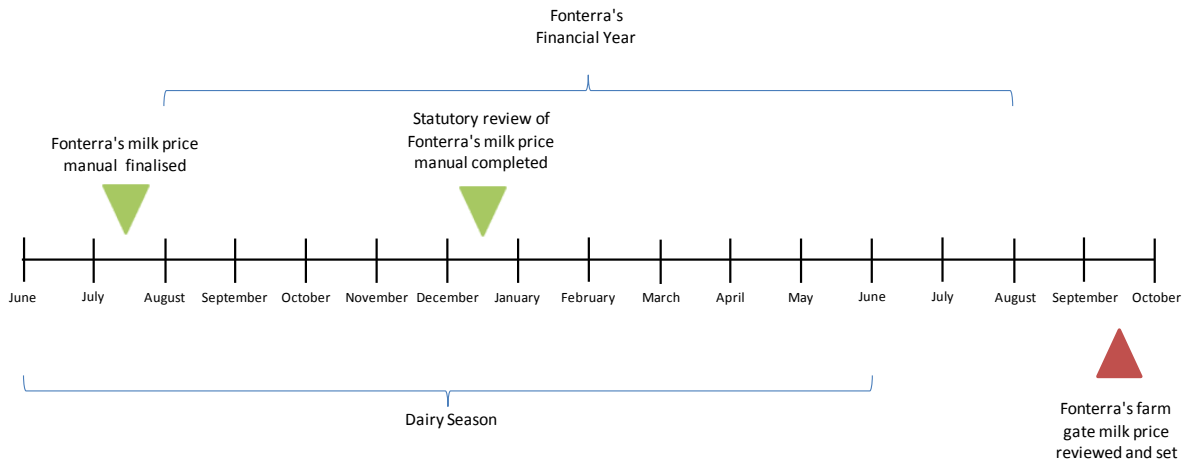 Fonterra's
Financial Year
Fonterra's milk price
manual finalised
Statutory review of
Fonterra's milk price
manual completed
June July August September October November December January February March April May June July August September October
Dairy Season
Fonterra's farm
gate milk price
reviewed and set